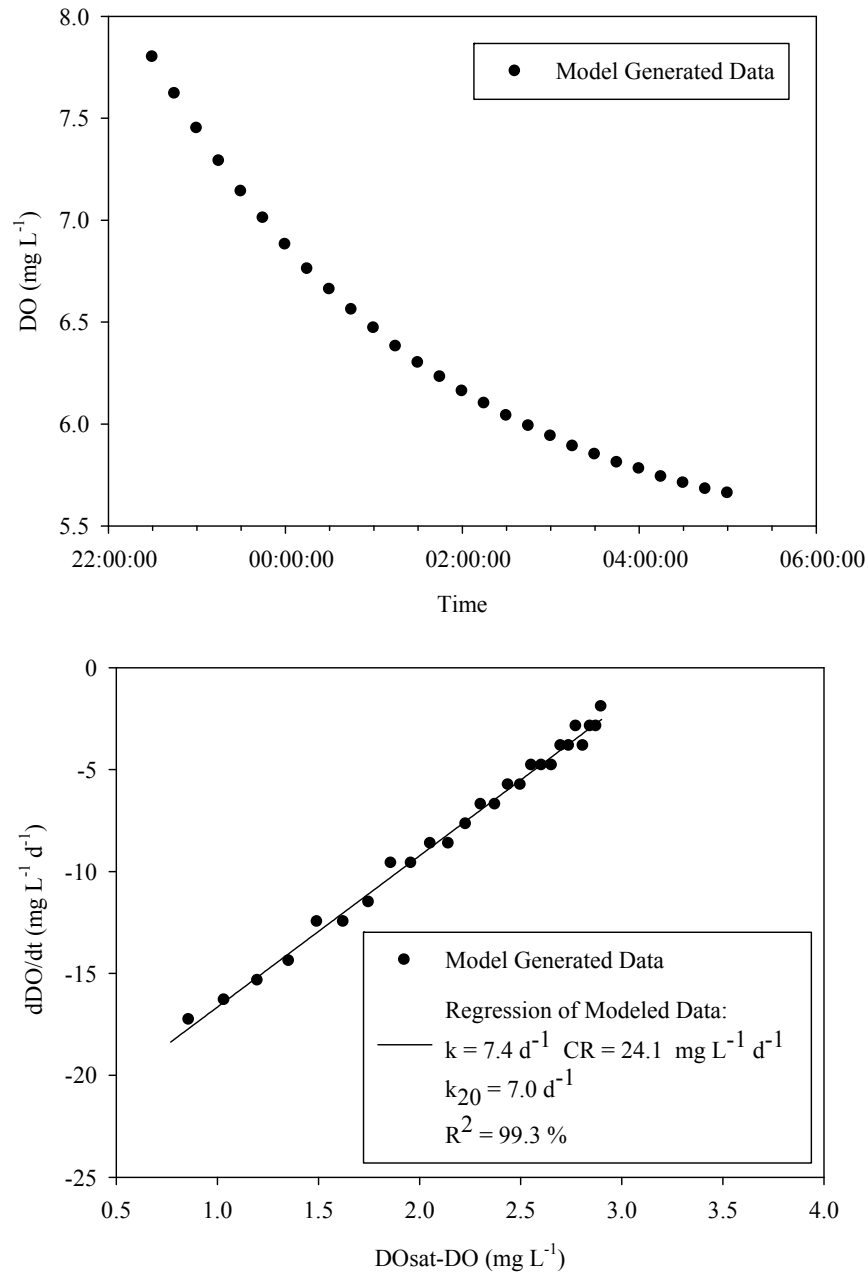 8.0
7.5
7.0
6.5
6.0
5.5
DO (mg L-1)
Model Generated Data
22:00:00 00:00:00 02:00:00 04:00:00 06:00:00
Time
0
-5
-10
-15
-20
-25
dDO/dt (mg L-1 d-1)
Model Generated Data
Regression of Modeled Data:
k = 7.4 d-1 CR = 24.1 mg L-1 d-1
k20 = 7.0 d-1
R2 = 99.3 %
0.5 1.0 1.5 2.0 2.5 3.0 3.5 4.0
DOsat-DO (mg L-1)